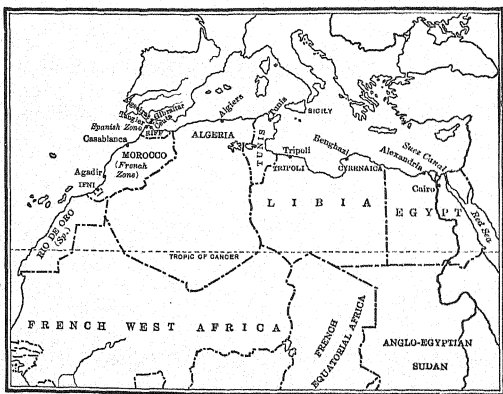 Gibraltar
Tangier
Ceuta
Spanish Zone
RIFF
Casablanca
MOROCCO
(French
Zone)
Agadir
IFNI
RIO DE ORO
(Sp.)
Algiers
ALGERIA
Tunis
TUNIS
SICILY
Tripoli
TRIPOLI
Benghazi
CYRENAICA
Alexandria
Suez Canal
Cairo
Red Sea
LIBIA
EGYPT
TROPIC OF CANCER
FRENCH WEST AFRICA
FRENCH
EQUATORIAL AFRICA
ANGLO-EGYPTIAN
SUDAN